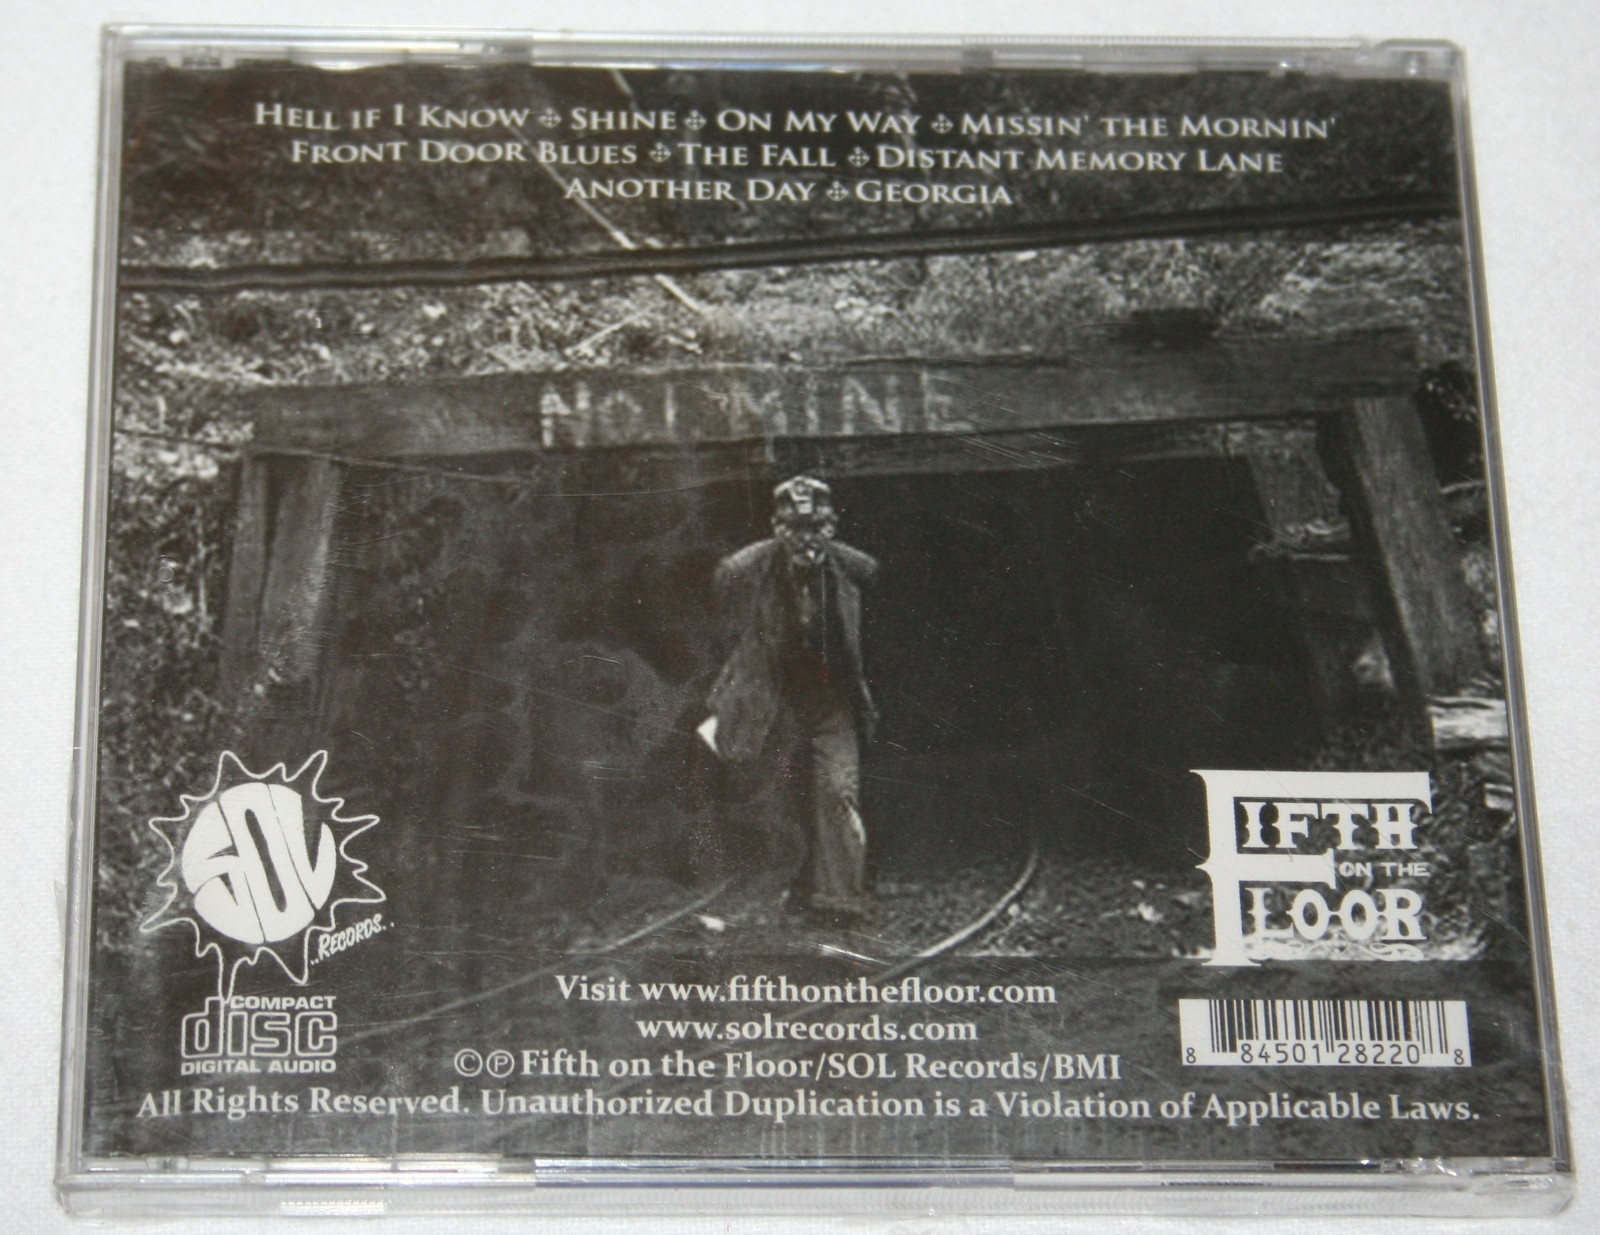 HELL IF I KNOW ✣ SHINE ✣ ON MY WAY ✣ MISSIN' THE MORNIN'
FRONT DOOR BLUES ✣ THE FALL ✣ DISTANT MEMORY LANE
ANOTHER DAY ✣ GEORGIA
NOT MINE
SOL
..RECORDS..
FIFTH
ON THE
FLOOR
COMPACT
disc
DIGITAL AUDIO
Visit www.fifthonthefloor.com
www.solrecords.com
©℗ Fifth on the Floor/SOL Records/BMI
8 84501 28220 8
All Rights Reserved. Unauthorized Duplication is a Violation of Applicable Laws.